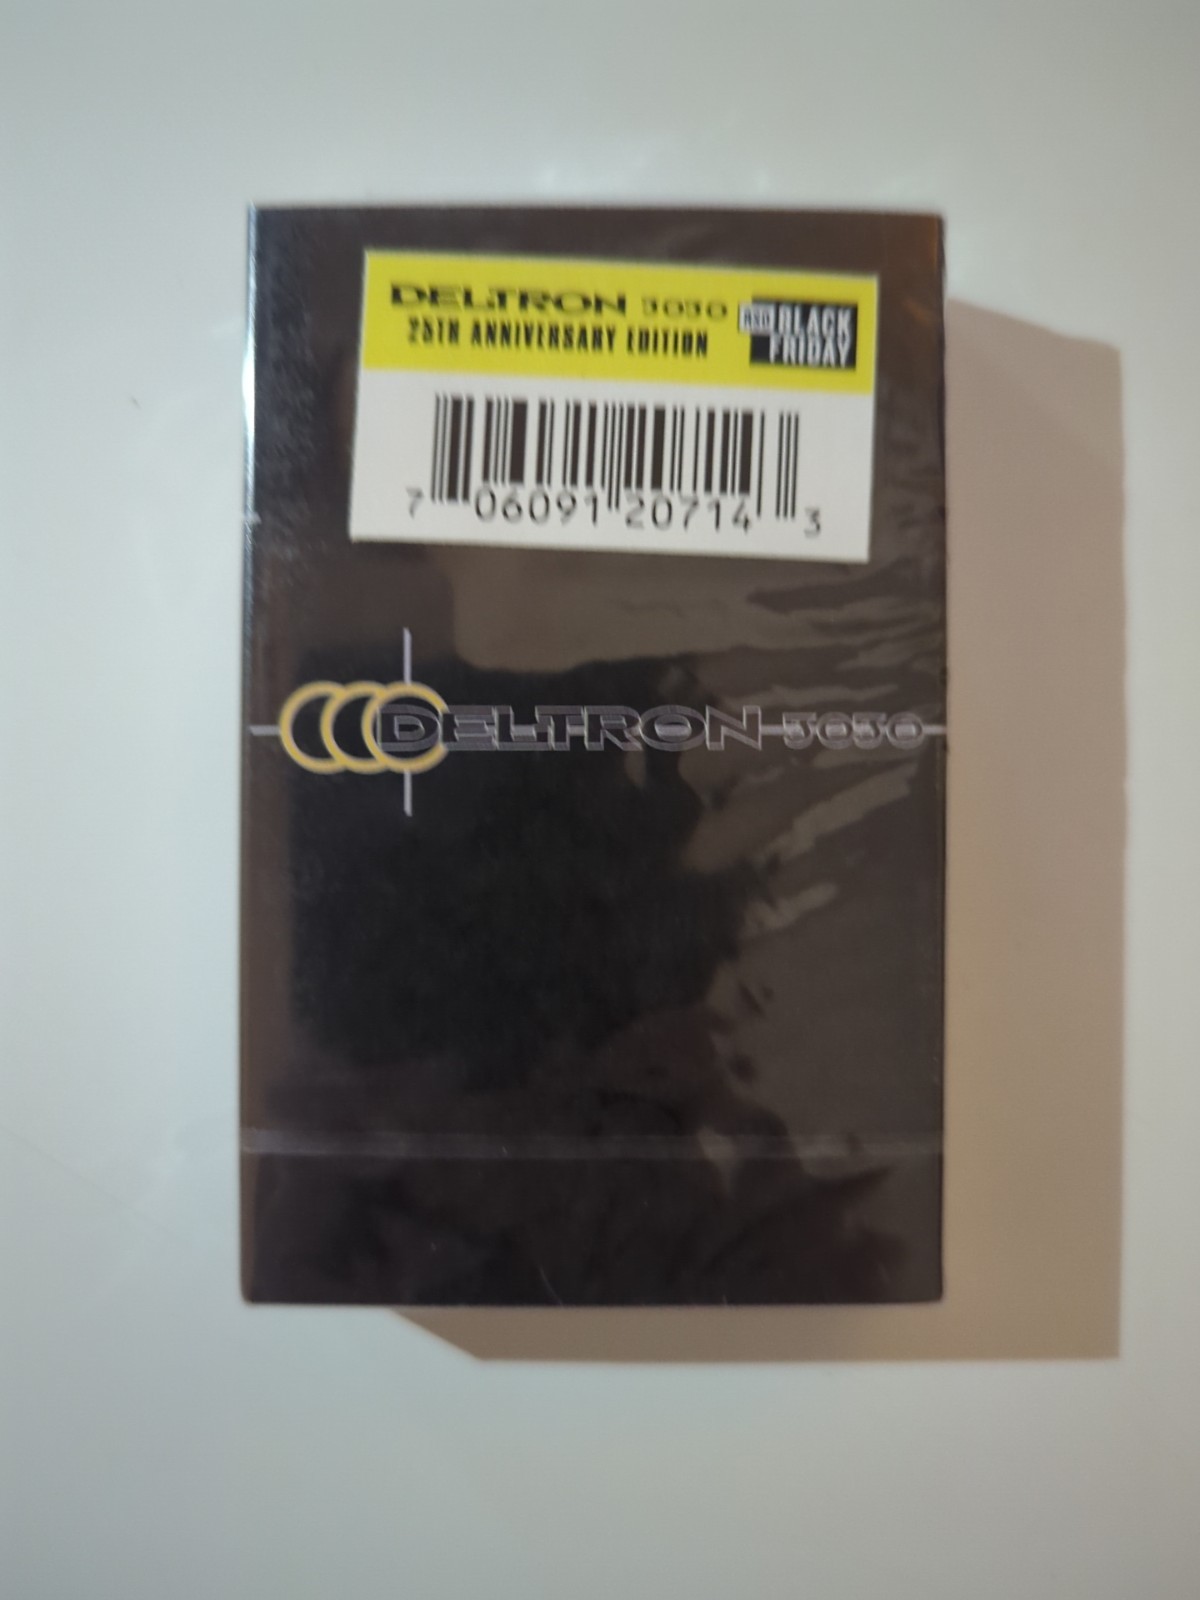 DELTRON 3030
25TH ANNIVERSARY EDITION
RSD BLACK
FRIDAY
7 06091 20714 3
DELTRON 3030